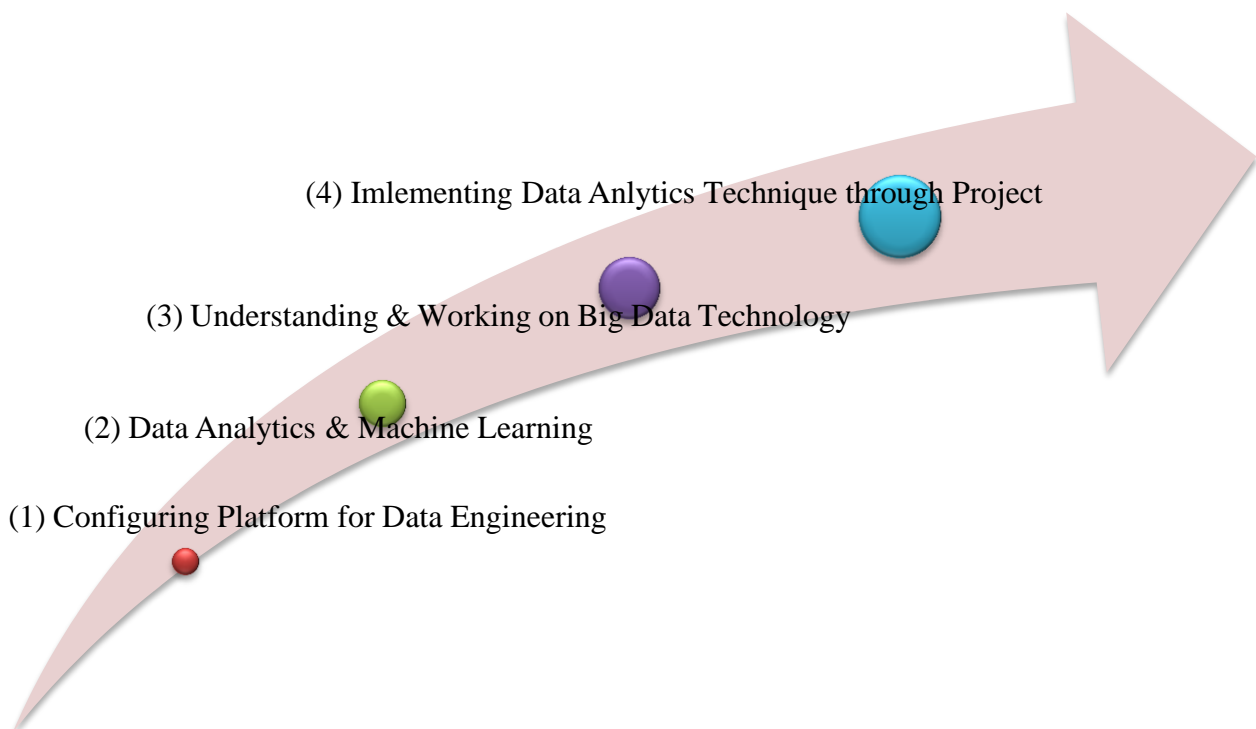 (4) Imlementing Data Anlytics Technique through Project
(3) Understanding & Working on Big Data Technology
(2) Data Analytics & Machine Learning
(1) Configuring Platform for Data Engineering